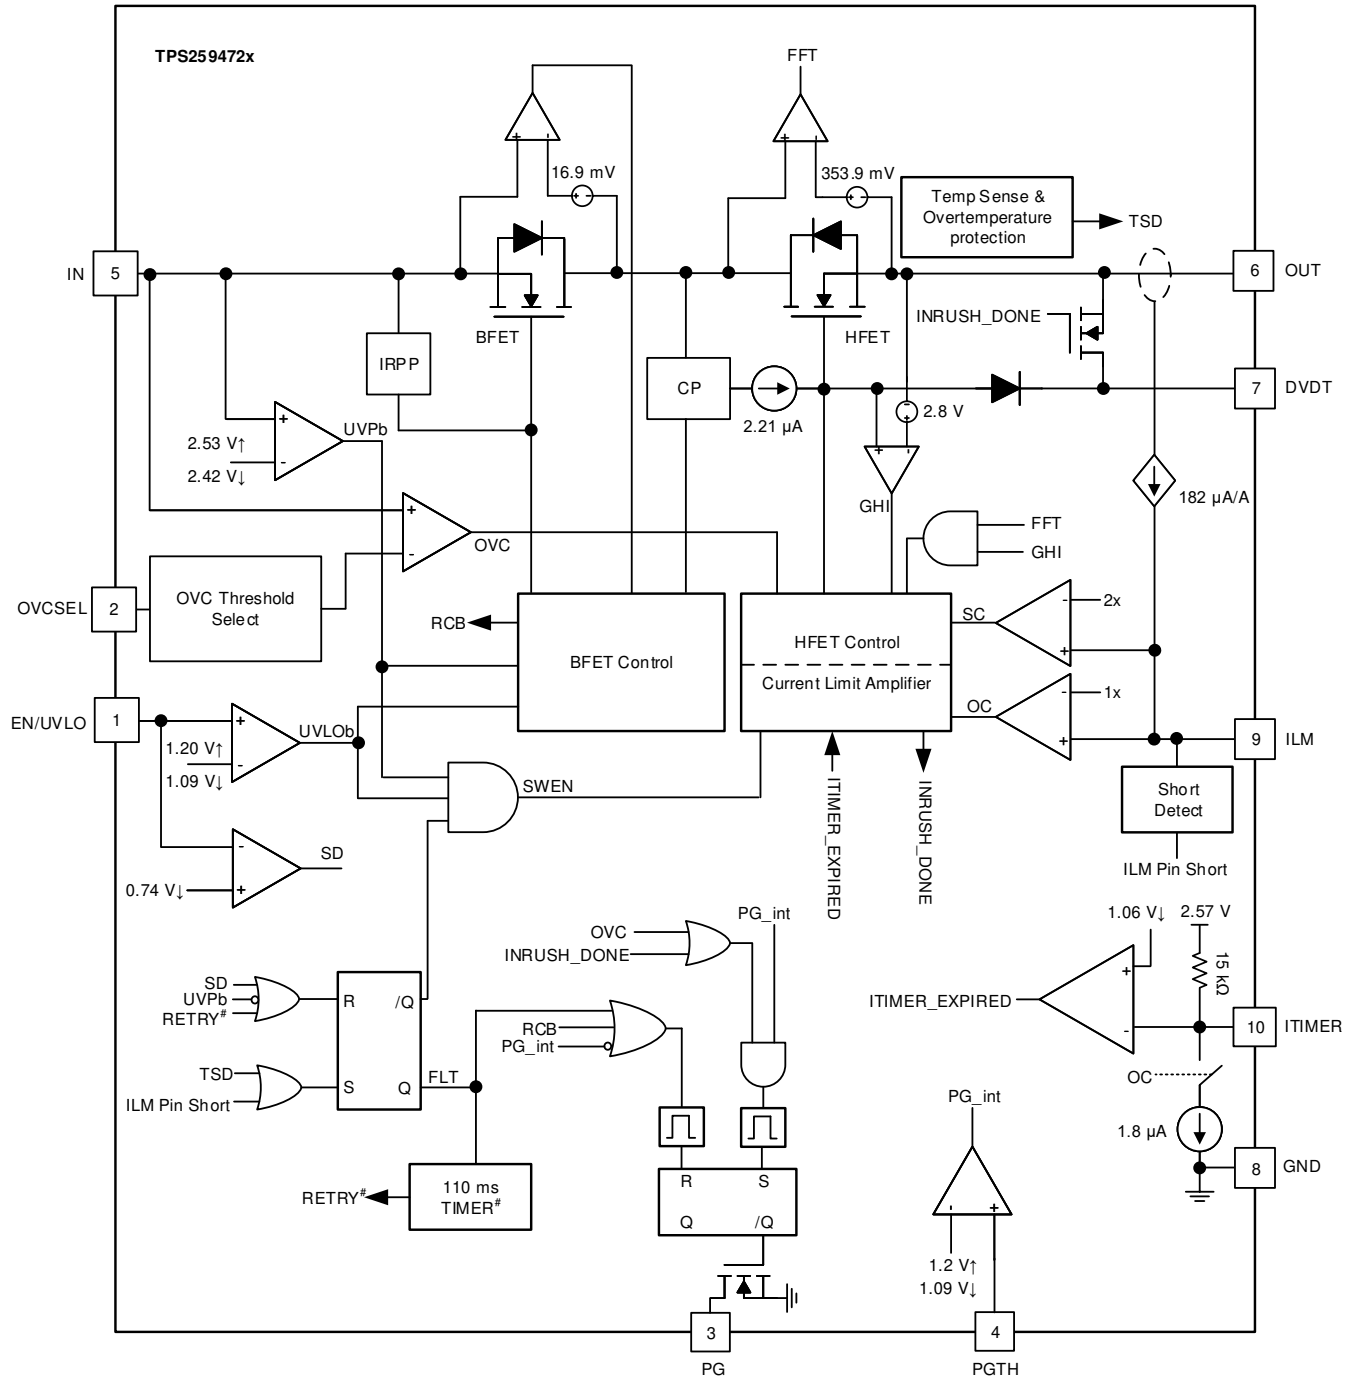 TPS259472x
FFT
+
-
+
-
16.9 mV
+
-
353.9 mV
+
-
Temp Sense &
Overtemperature
protection
TSD
IN
5
6
OUT
BFET
HFET
INRUSH_DONE
IRPP
CP
2.21 µA
2.8 V
7
DVDT
2.53 V↑
2.42 V↓
+
-
UVPb
+
-
GHI
182 µA/A
FFT
GHI
+
-
OVC
OVCSEL
2
OVC Threshold
Select
RCB
BFET Control
HFET Control
Current Limit Amplifier
SC
-
2x
+
OC
-
1x
+
EN/UVLO
1
1.20 V↑
1.09 V↓
+
-
UVLOb
9
ILM
SWEN
ITIMER_EXPIRED
INRUSH_DONE
Short
Detect
ILM Pin Short
0.74 V↓
-
+
SD
OVC
INRUSH_DONE
PG_int
1.06 V↓
2.57 V
15 kΩ
ITIMER_EXPIRED
+
-
10
ITIMER
SD
UVPb
RETRY#
R
/Q
S
Q
TSD
ILM Pin Short
FLT
RCB
PG_int
OC
1.8 µA
PG_int
8
GND
RETRY#
110 ms
TIMER#
R
S
Q
/Q
-
+
1.2 V↑
1.09 V↓
3
PG
4
PGTH